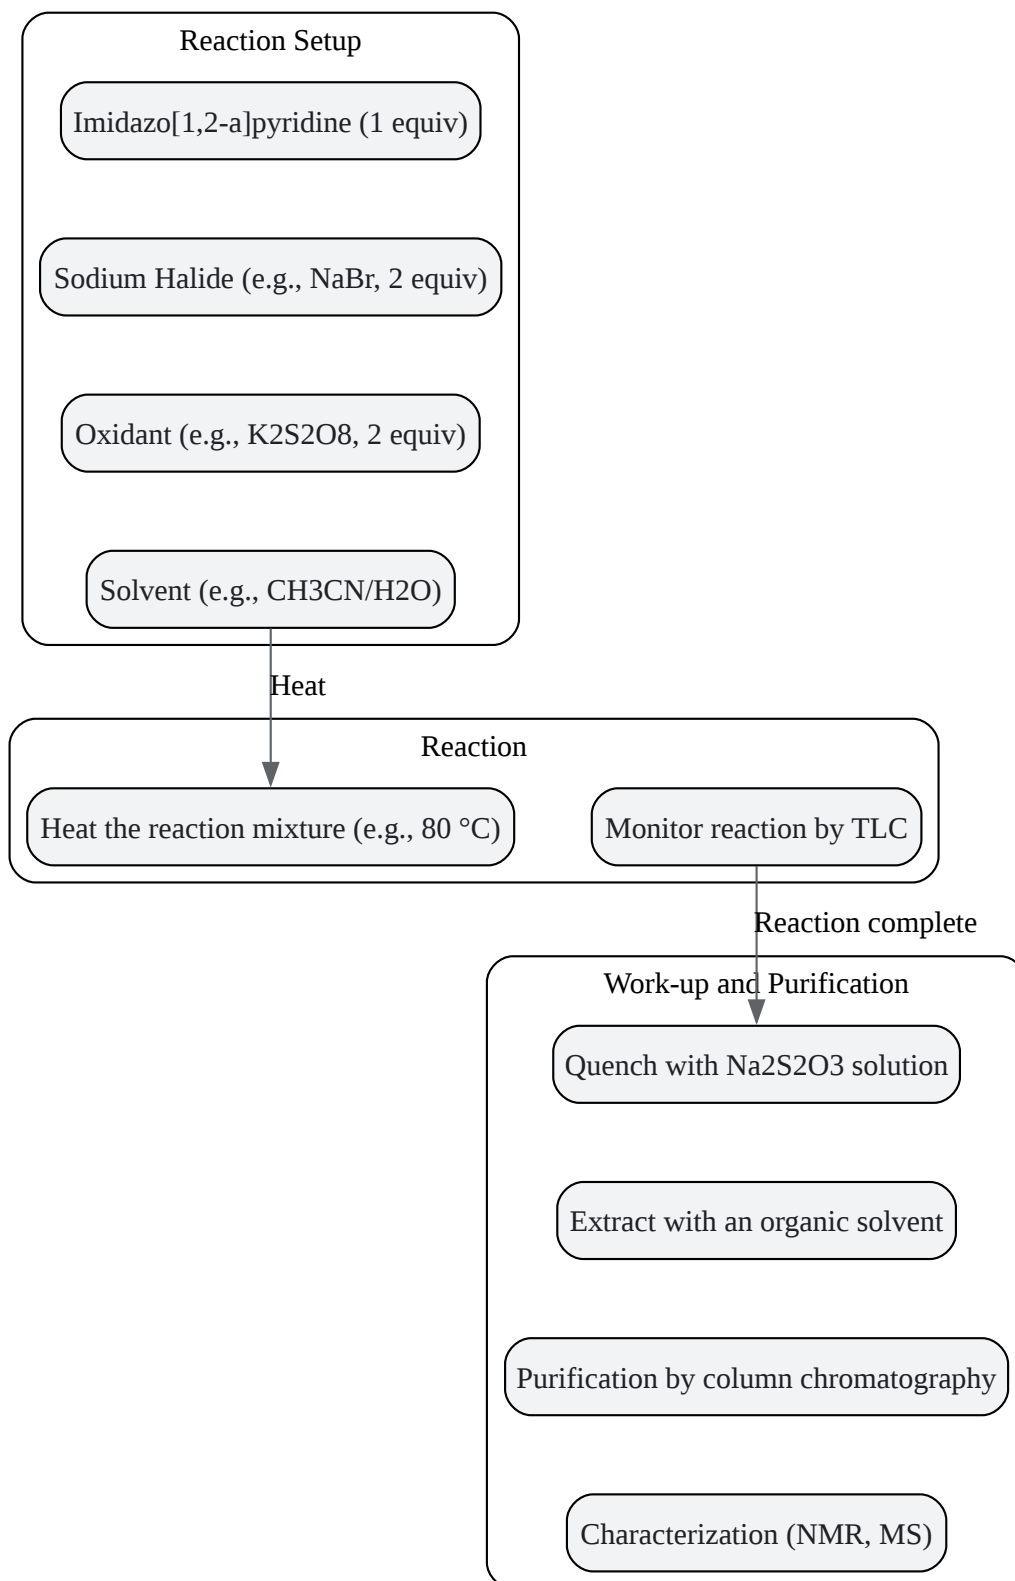 Reaction Setup
Imidazo[1,2-a]pyridine (1 equiv)
Sodium Halide (e.g., NaBr, 2 equiv)
Oxidant (e.g., K2S2O8, 2 equiv)
Solvent (e.g., CH3CN/H2O)
Heat
Reaction
Heat the reaction mixture (e.g., 80 °C)
Monitor reaction by TLC
Reaction complete
Work-up and Purification
Quench with Na2S2O3 solution
Extract with an organic solvent
Purification by column chromatography
Characterization (NMR, MS)